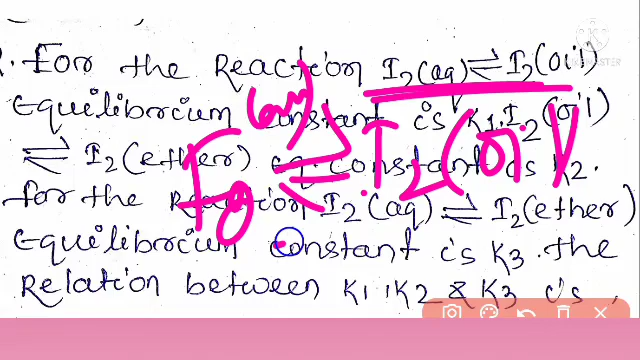 For the Reaction I2(aq) ⇌ I2(oil)
Equilibrium constant is K1. I2(oil)
⇌ I2(ether) eq. constant is K2.
for the Reaction I2(aq) ⇌ I2(ether)
Equilibrium constant is K3. The
Relation between K1, K2 & K3 is,